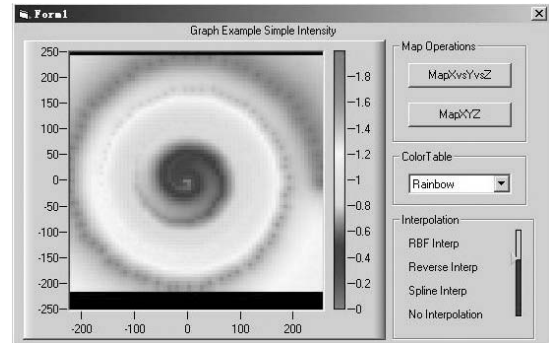 Form1
Graph Example Simple Intensity
250
200
150
100
50
0
-50
-100
-150
-200
-250
-200 -100 0 100 200
1.8
1.6
1.4
1.2
1
0.8
0.6
0.4
0.2
0
Map Operations
MapXvsYvsZ
MapXYZ
ColorTable
Rainbow
Interpolation
RBF Interp
Reverse Interp
Spline Interp
No Interpolation